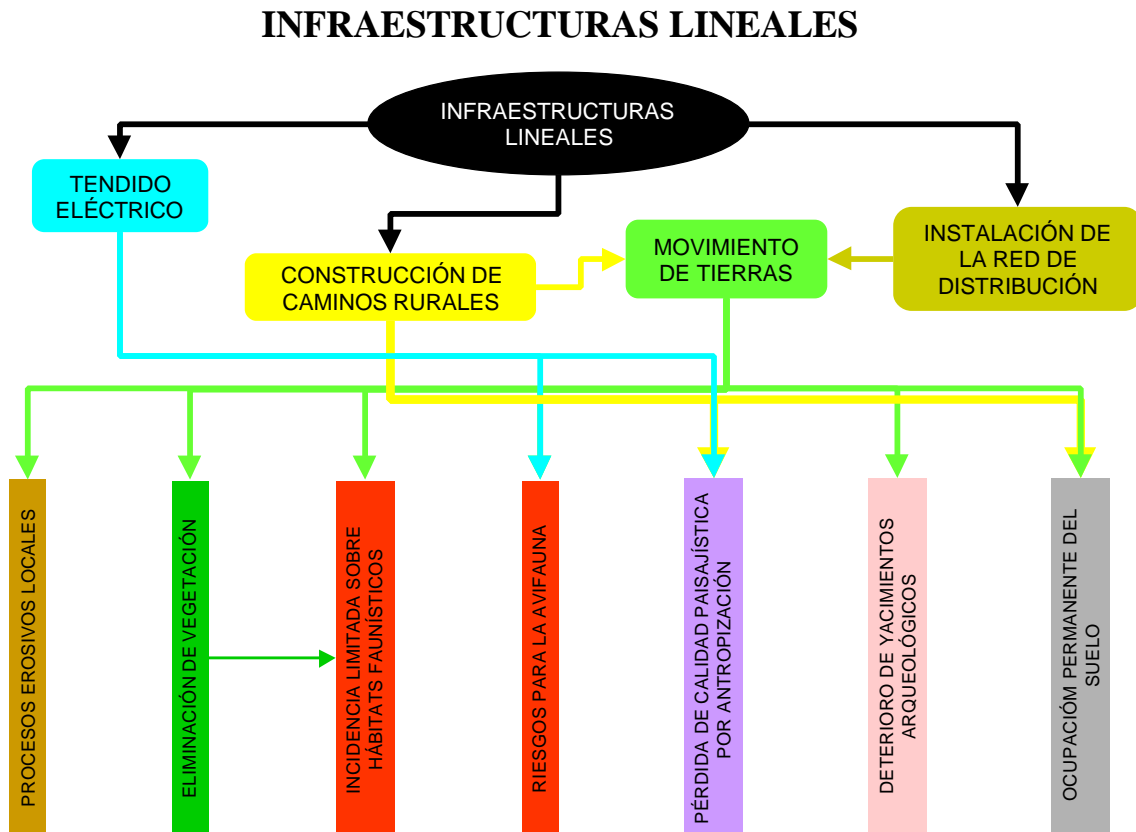 INFRAESTRUCTURAS LINEALES
INFRAESTRUCTURAS
LINEALES
TENDIDO
ELÉCTRICO
CONSTRUCCIÓN DE
CAMINOS RURALES
MOVIMIENTO
DE TIERRAS
INSTALACIÓN DE
LA RED DE
DISTRIBUCIÓN
PROCESOS EROSIVOS LOCALES
ELIMINACIÓN DE VEGETACIÓN
INCIDENCIA LIMITADA SOBRE
HÁBITATS FAUNÍSTICOS
RIESGOS PARA LA AVIFAUNA
PÉRDIDA DE CALIDAD PAISAJÍSTICA
POR ANTROPIZACIÓN
DETERIORO DE YACIMIENTOS
ARQUEOLÓGICOS
OCUPACIÓM PERMANENTE DEL
SUELO